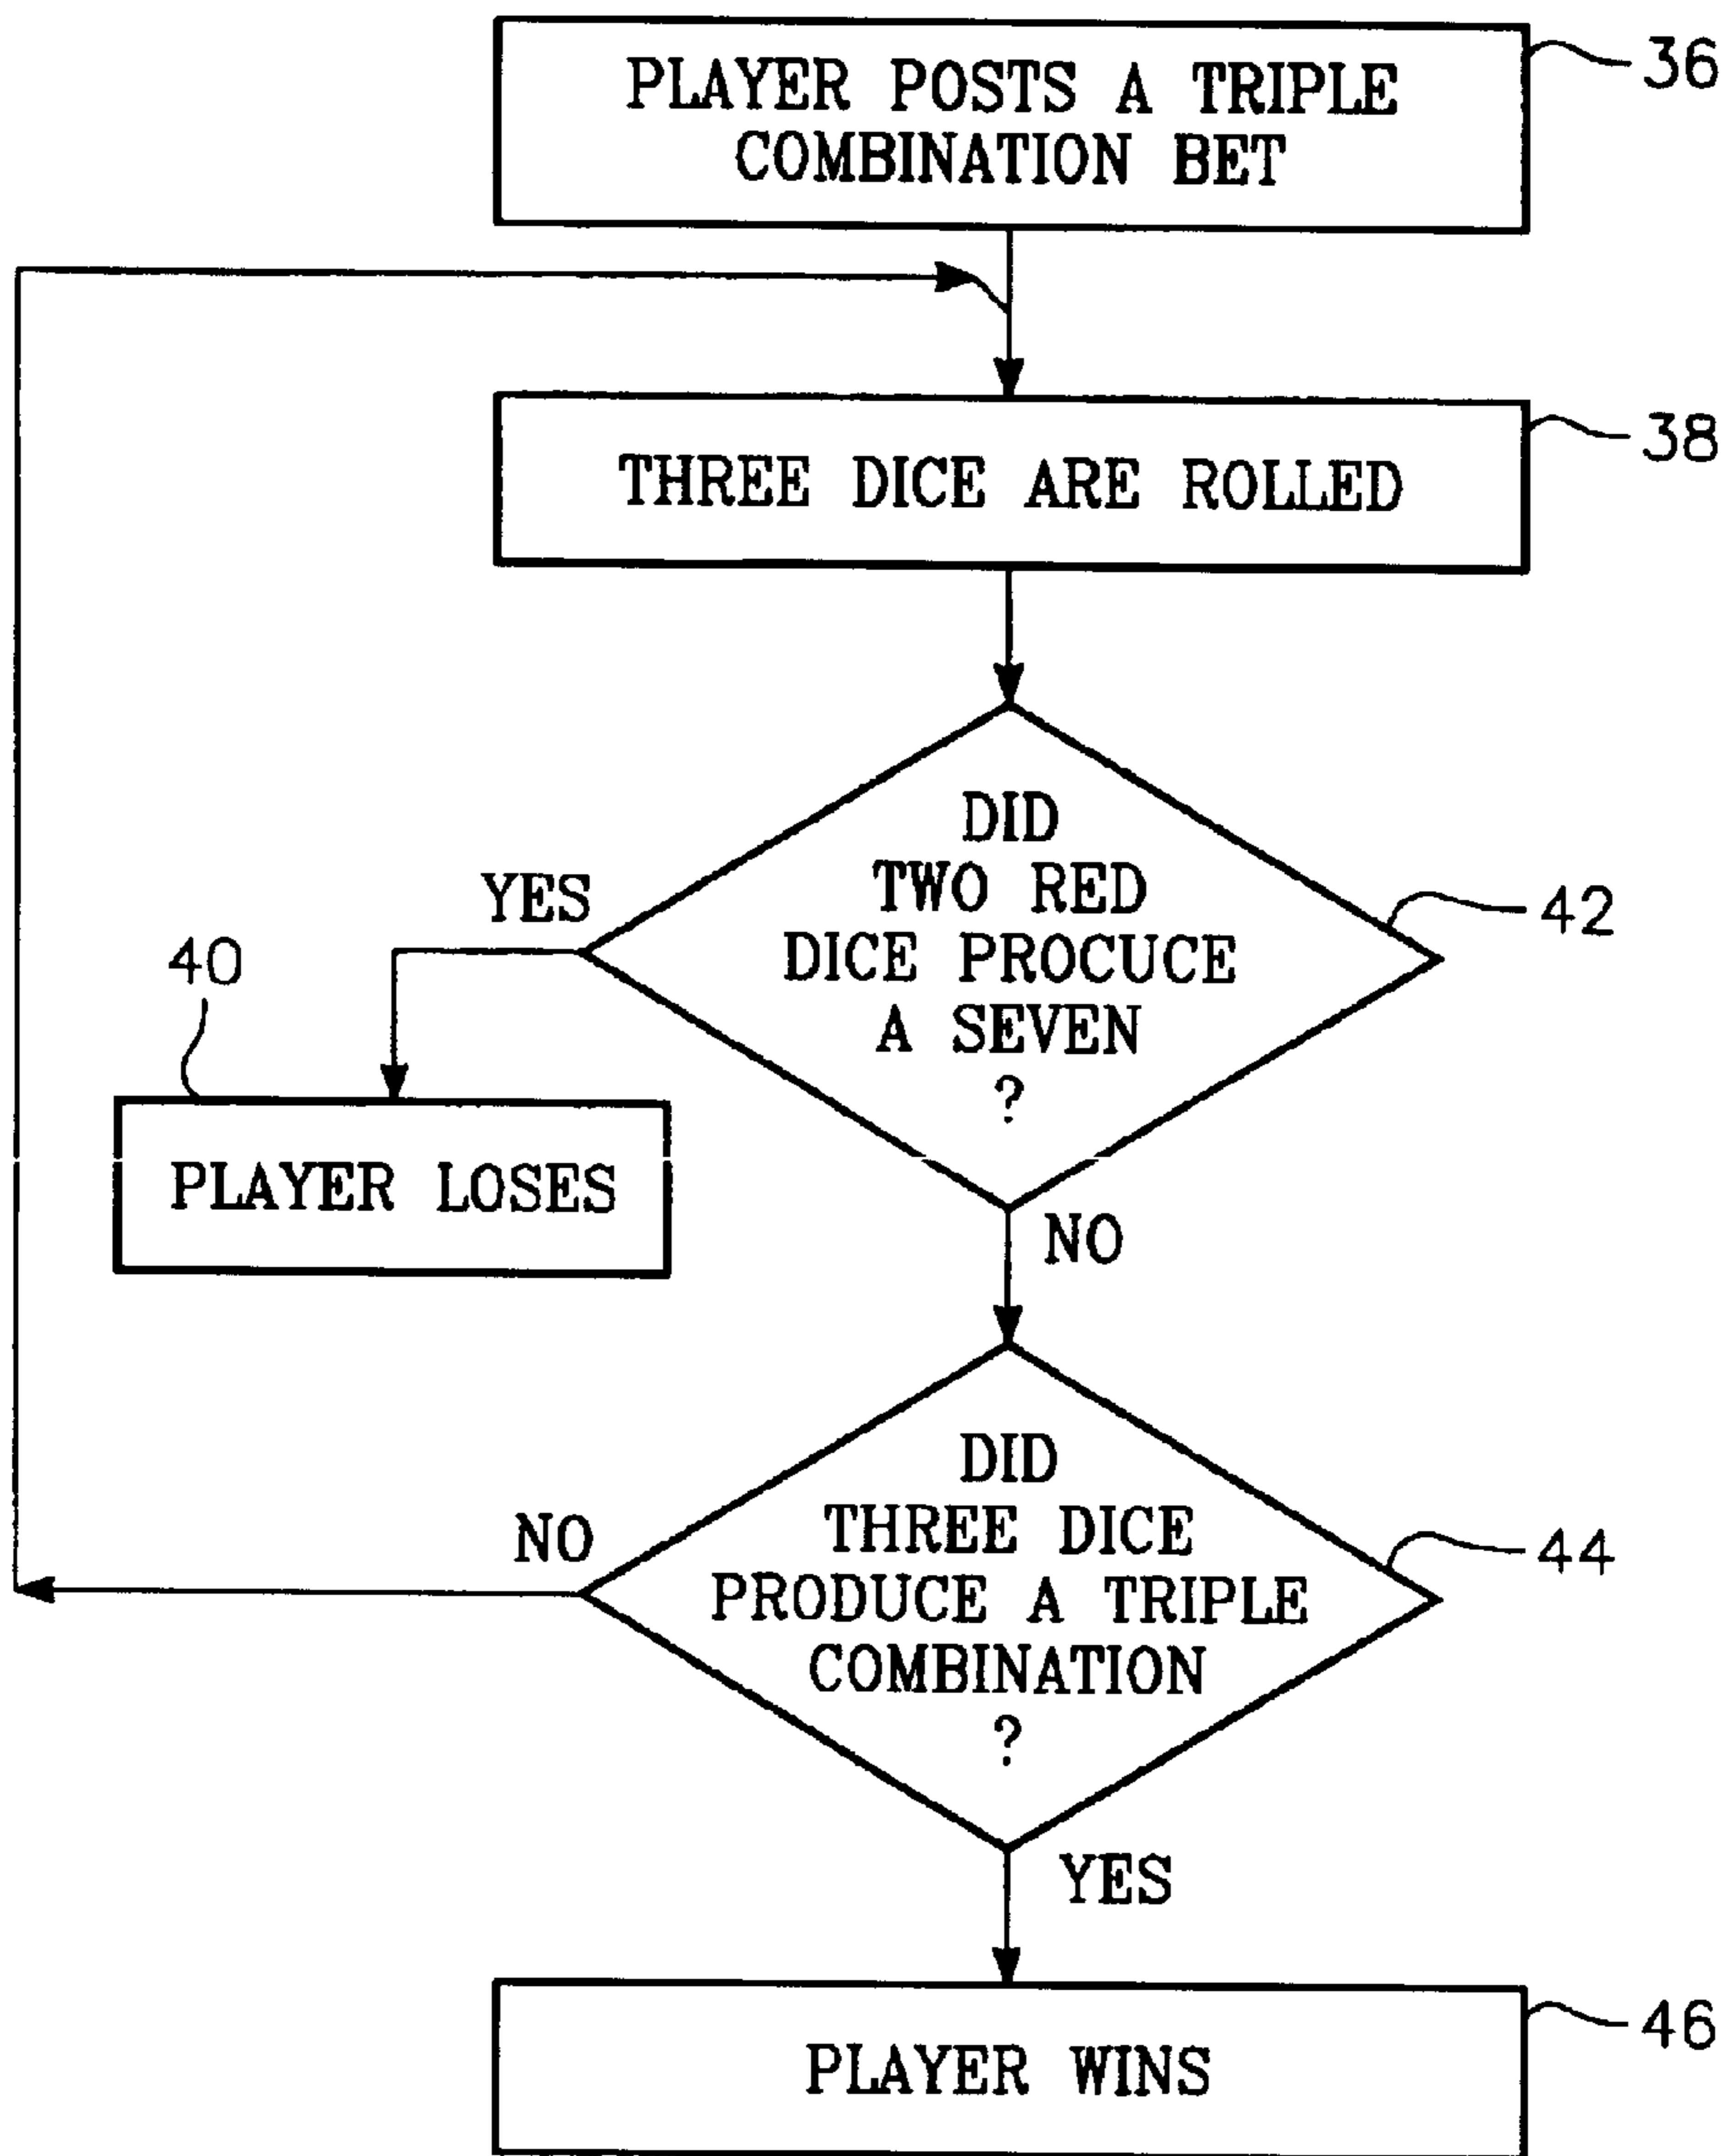 PLAYER POSTS A TRIPLE
COMBINATION BET
36
THREE DICE ARE ROLLED
38
DID
TWO RED
DICE PROCUCE
A SEVEN
?
42
YES
40
PLAYER LOSES
NO
DID
THREE DICE
PRODUCE A TRIPLE
COMBINATION
?
44
NO
YES
PLAYER WINS
46